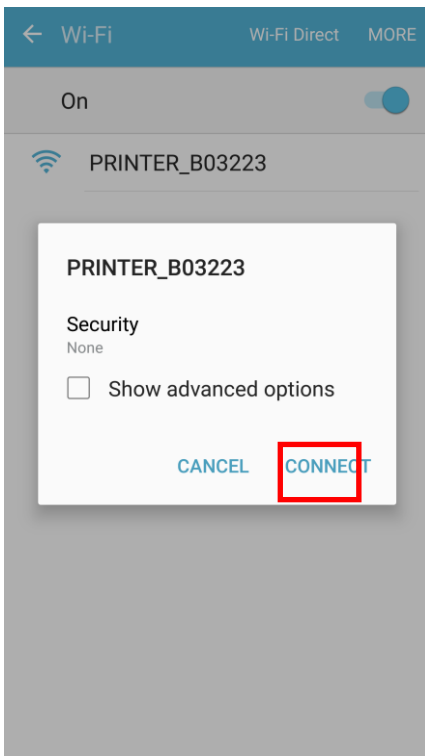 Wi-Fi Wi-Fi Direct MORE
On
PRINTER_B03223
PRINTER_B03223
Security
None
Show advanced options
CANCEL CONNECT